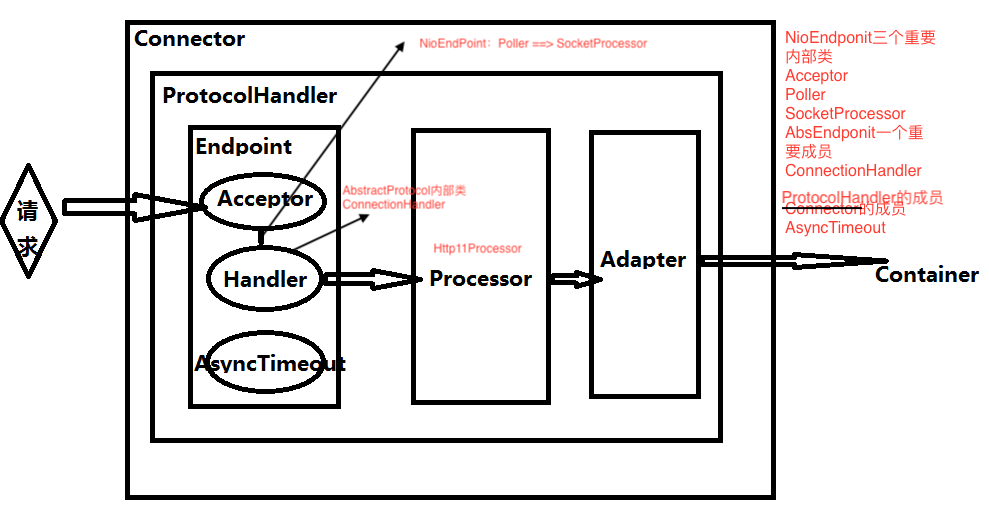 Connector
NioEndPoint：Poller ==> SocketProcessor
ProtocolHandler
Endpoint
Acceptor
请
求
AbstractProtocol内部类
ConnectionHandler
Handler
Http11Processor
Processor
Adapter
Container
AsyncTimeout
NioEndponit三个重要
内部类
Acceptor
Poller
SocketProcessor
AbsEndponit一个重
要成员
ConnectionHandler
ProtocolHandler的成员
Connector的成员
AsyncTimeout